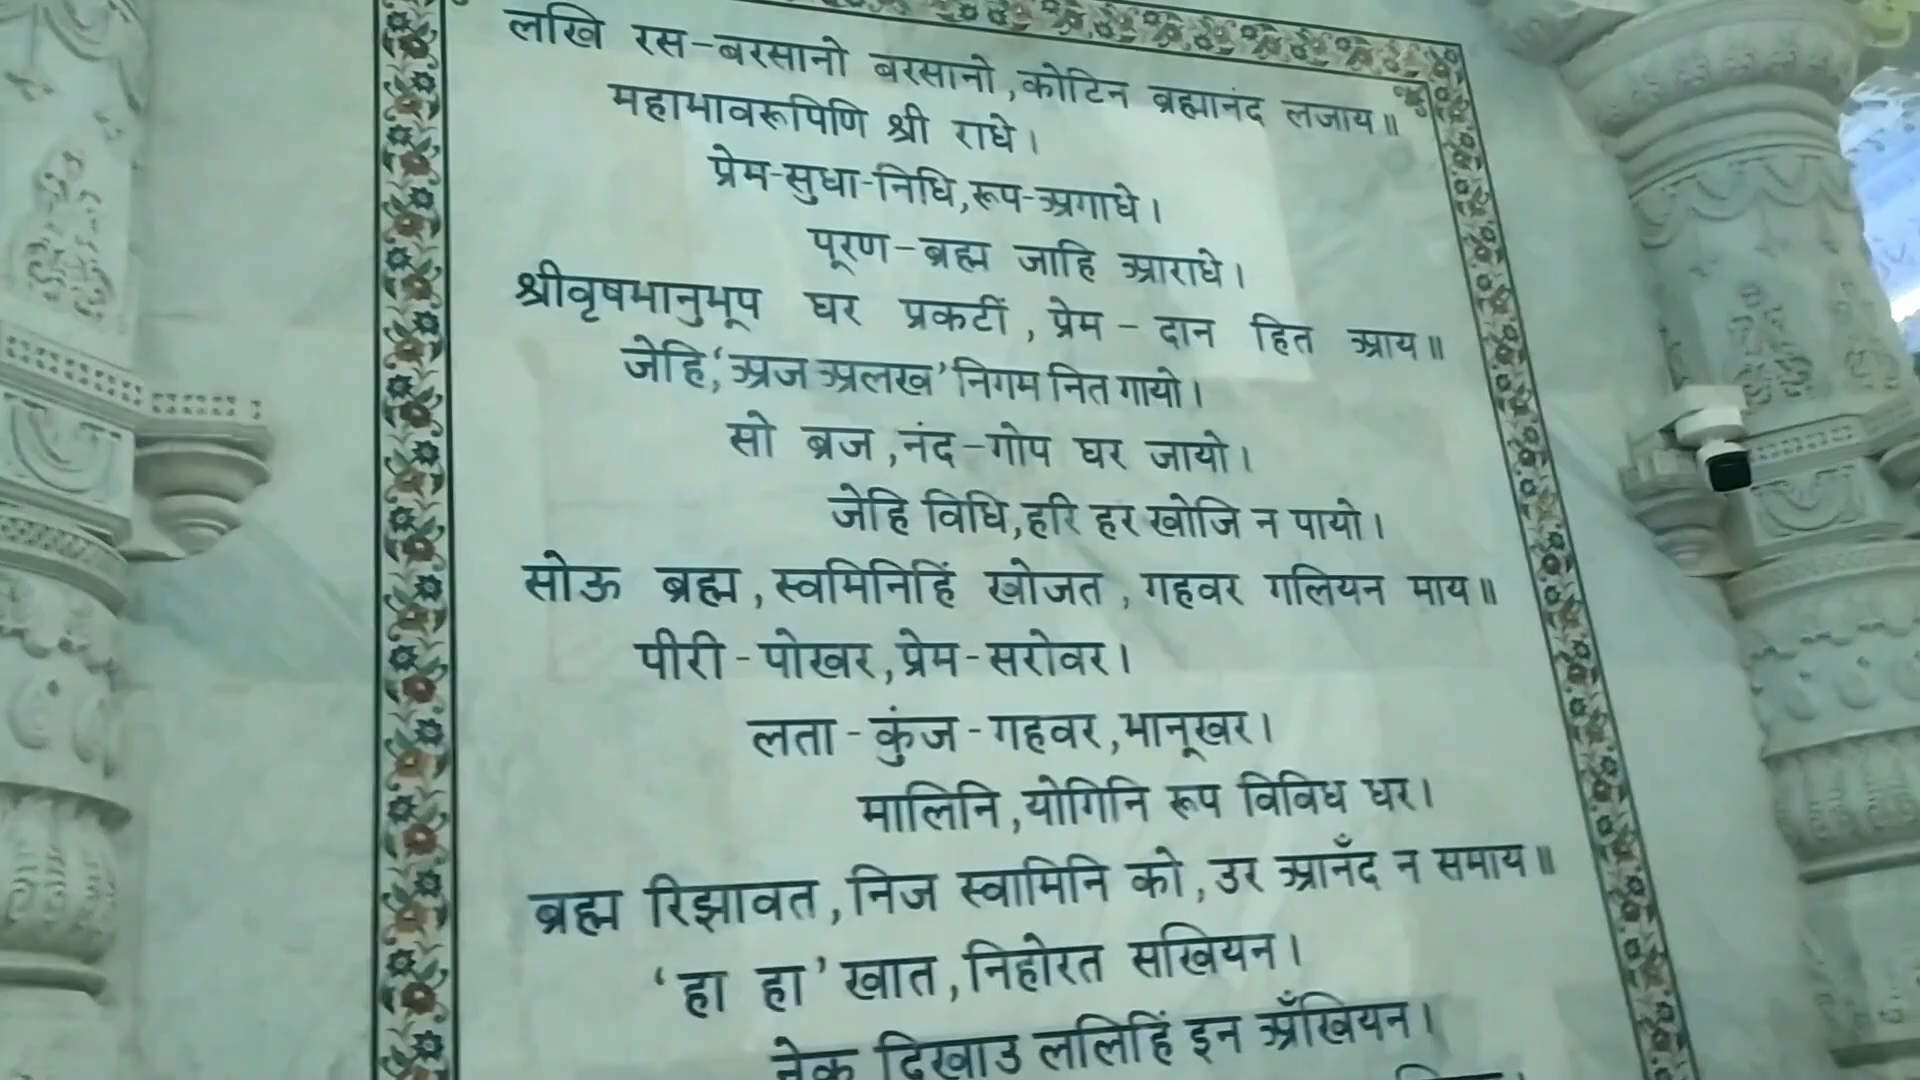 लखि रस-बरसानो बरसानो, कोटिन ब्रह्मानंद लजाय॥
महाभावरूपिणि श्री राधे।
प्रेम-सुधा-निधि, रूप-अगाधे।
पूरण-ब्रह्म जाहि आराधे।
श्रीवृषभानुभूप घर प्रकटीं, प्रेम - दान हित आय॥
जेहि, 'अज अलख' निगम नित गायो।
सो ब्रज, नंद-गोप घर जायो।
जेहि विधि, हरि हर खोजि न पायो।
सोऊ ब्रह्म, स्वमिनिहिं खोजत, गहवर गलियन माय॥
पीरी - पोखर, प्रेम - सरोवर।
लता - कुंज - गहवर, भानूखर।
मालिनि, योगिनि रूप विविध धर।
ब्रह्म रिझावत, निज स्वामिनि को, उर आनँद न समाय॥
'हा हा' खात, निहोरत सखियन।
नेक दिखाउ ललिहिं इन अँखियन।